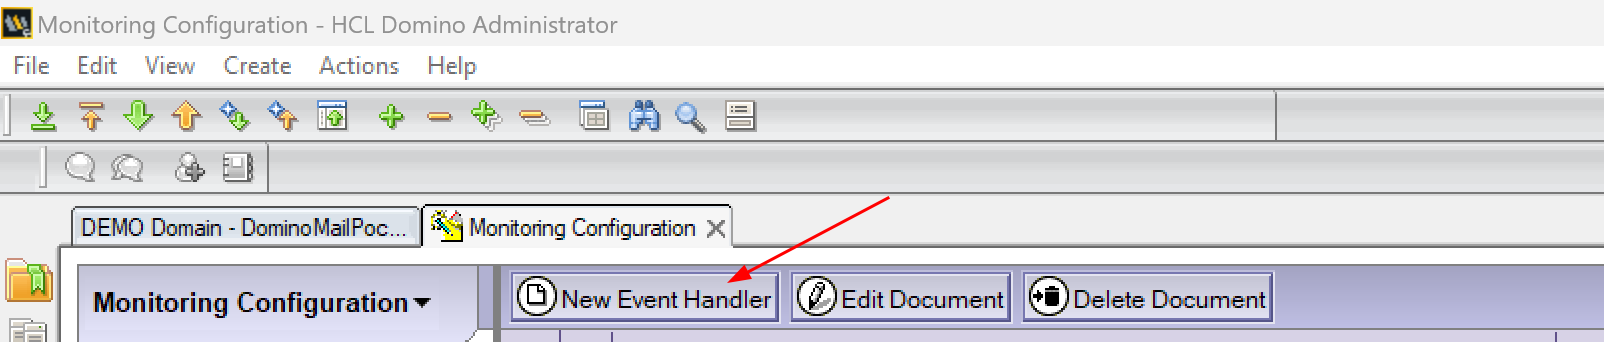 Monitoring Configuration - HCL Domino Administrator
File Edit View Create Actions Help
DEMO Domain - DominoMailPoc... Monitoring Configuration
Monitoring Configuration New Event Handler Edit Document Delete Document